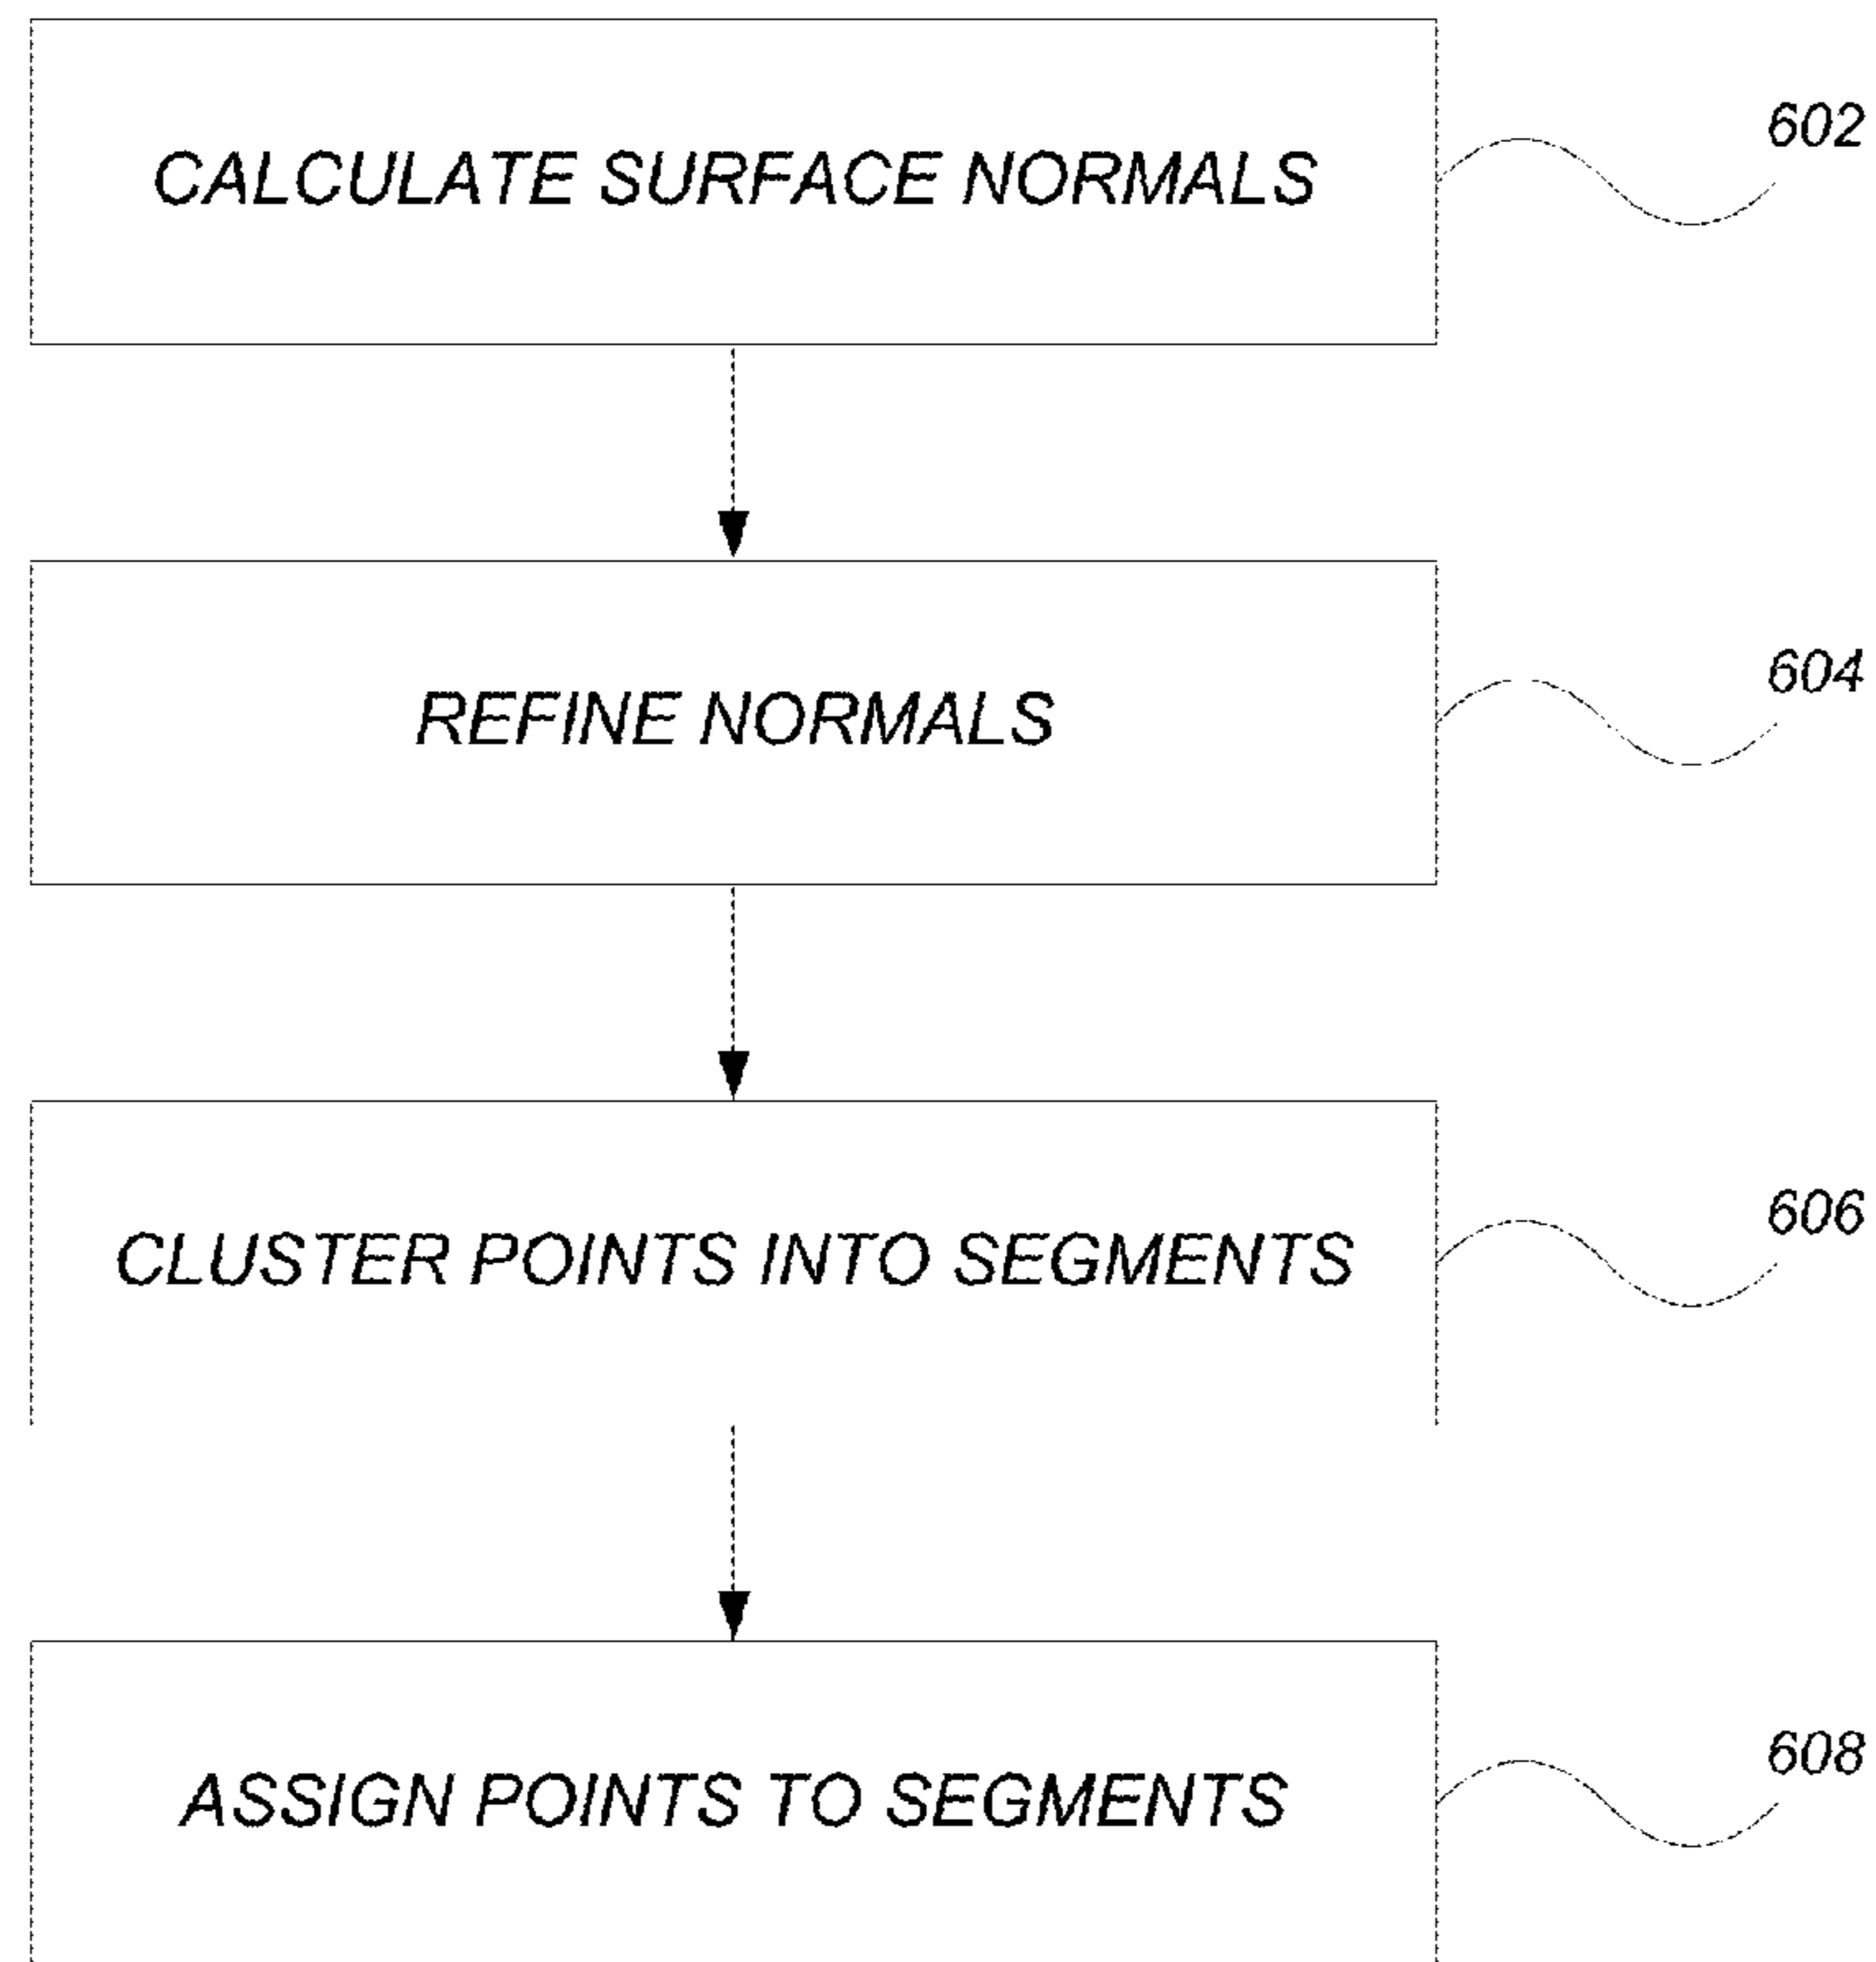 CALCULATE SURFACE NORMALS
602
REFINE NORMALS
604
CLUSTER POINTS INTO SEGMENTS
606
ASSIGN POINTS TO SEGMENTS
608